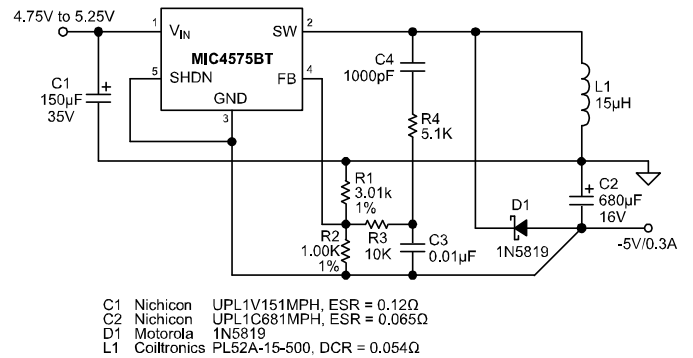 4.75V to 5.25V
1
VIN
SW
2
MIC4575BT
5
SHDN
FB
4
GND
3
C1
150µF
35V
+
C4
1000pF
R4
5.1K
L1
15µH
R1
3.01k
1%
R2
1.00K
1%
R3
10K
C3
0.01µF
D1
1N5819
+
C2
680µF
16V
-5V/0.3A
C1 Nichicon UPL1V151MPH, ESR = 0.12Ω
C2 Nichicon UPL1C681MPH, ESR = 0.065Ω
D1 Motorola 1N5819
L1 Coiltronics PL52A-15-500, DCR = 0.054Ω